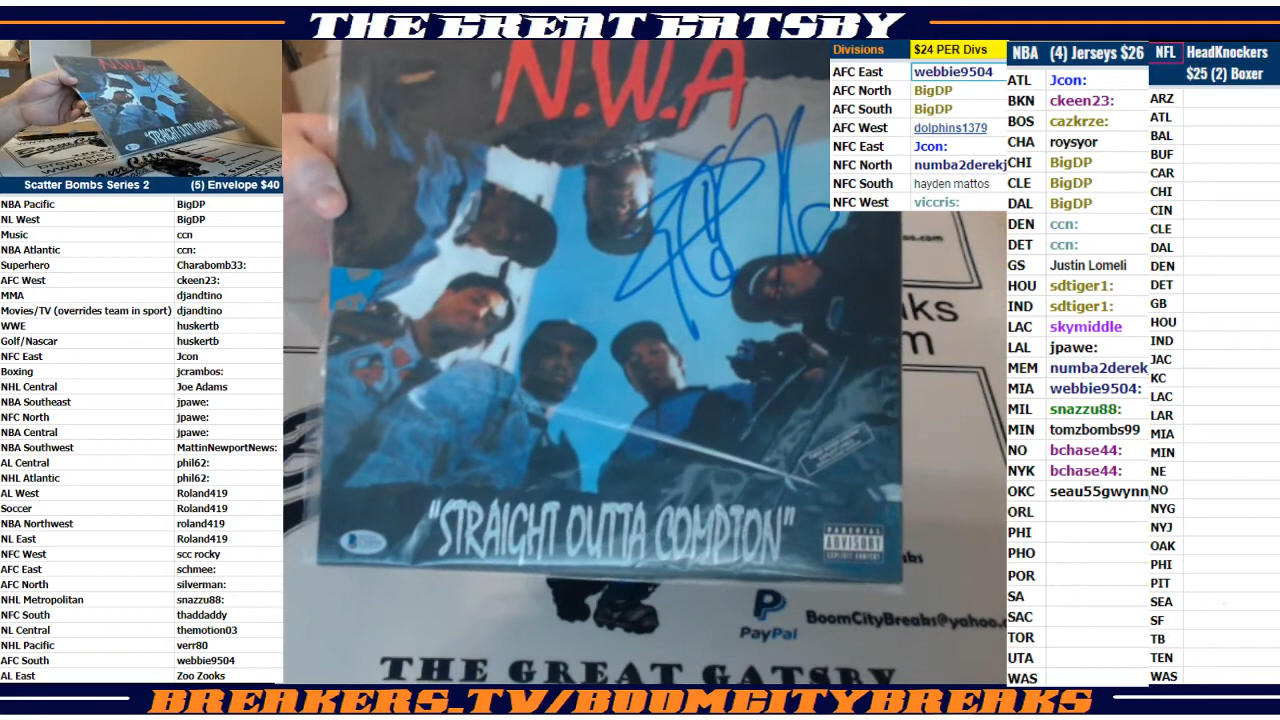 THE GREAT GATSBY
Scatter Bombs Series 2 (5) Envelope $40
NBA Pacific BigDP
NL West BigDP
Music ccn
NBA Atlantic ccn:
Superhero Charabomb33:
AFC West ckeen23:
MMA djandtino
Movies/TV (overrides team in sport) djandtino
WWE huskertb
Golf/Nascar huskertb
NFC East Jcon
Boxing jcrambos:
NHL Central Joe Adams
NBA Southeast jpawe:
NFC North jpawe:
NBA Central jpawe:
NBA Southwest MattinNewportNews:
AL Central phil62:
NHL Atlantic phil62:
AL West Roland419
Soccer Roland419
NBA Northwest roland419
NL East Roland419
NFC West scc rocky
AFC East schmee:
AFC North silverman:
NHL Metropolitan snazzu88:
NFC South thaddaddy
NL Central themotion03
NHL Pacific verr80
AFC South webbie9504
AL East Zoo Zooks
N.W.A
"STRAIGHT OUTTA COMPTON"
PARENTAL
ADVISORY
EXPLICIT CONTENT
PayPal
BoomCityBreaks@yahoo.c
THE GREAT GATSBY
Divisions $24 PER Divs
AFC East webbie9504
AFC North BigDP
AFC South BigDP
AFC West dolphins1379
NFC East Jcon:
NFC North numba2derekj
NFC South hayden mattos
NFC West viccris:
NBA (4) Jerseys $26
ATL Jcon:
BKN ckeen23:
BOS cazkrze:
CHA roysyor
CHI BigDP
CLE BigDP
DAL BigDP
DEN ccn:
DET ccn:
GS Justin Lomeli
HOU sdtiger1:
IND sdtiger1:
LAC skymiddle
LAL jpawe:
MEM numba2derek
MIA webbie9504:
MIL snazzu88:
MIN tomzbombs99
NO bchase44:
NYK bchase44:
OKC seau55gwynn
ORL
PHI
PHO
POR
SA
SAC
TOR
UTA
WAS
NFL HeadKnockers
$25 (2) Boxer
ARZ
ATL
BAL
BUF
CAR
CHI
CIN
CLE
DAL
DEN
DET
GB
HOU
IND
JAC
KC
LAC
LAR
MIA
MIN
NE
NO
NYG
NYJ
OAK
PHI
PIT
SEA
SF
TB
TEN
WAS
BREAKERS.TV/BOOMCITYBREAKS